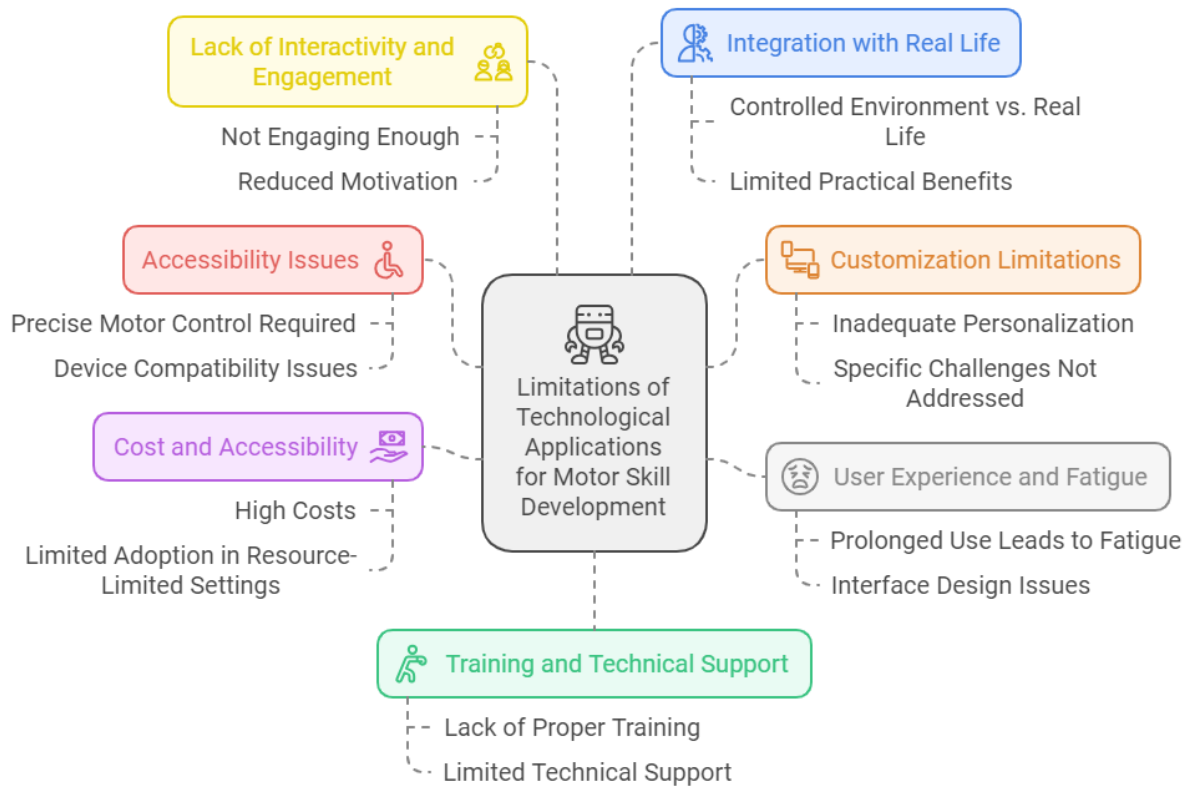 Lack of Interactivity and
Engagement
Not Engaging Enough
Reduced Motivation
Integration with Real Life
Controlled Environment vs. Real
Life
Limited Practical Benefits
Accessibility Issues
Precise Motor Control Required
Device Compatibility Issues
Customization Limitations
Inadequate Personalization
Specific Challenges Not
Addressed
Limitations of
Technological
Applications
for Motor Skill
Development
Cost and Accessibility
High Costs
Limited Adoption in Resource-
Limited Settings
User Experience and Fatigue
Prolonged Use Leads to Fatigue
Interface Design Issues
Training and Technical Support
Lack of Proper Training
Limited Technical Support